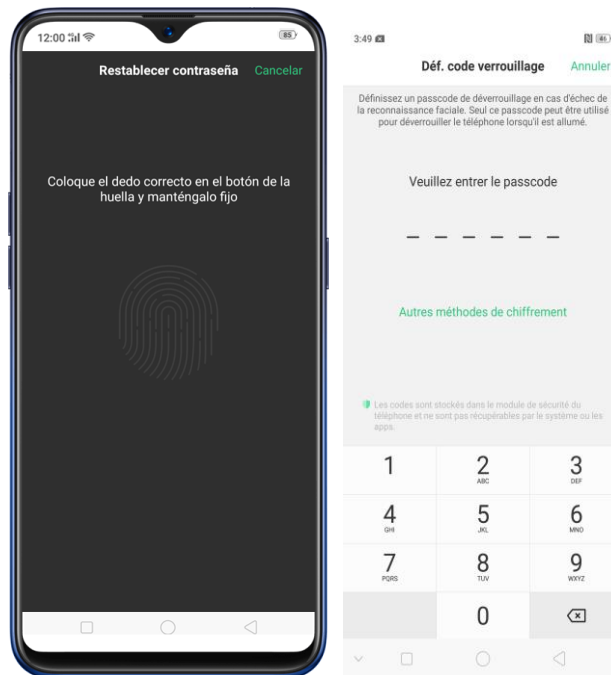 12:00
85
Restablecer contraseña Cancelar
Coloque el dedo correcto en el botón de la
huella y manténgalo fijo
3:49
85
Déf. code verrouillage Annuler
Définissez un passcode de déverrouillage en cas d'échec de
la reconnaissance faciale. Seul ce passcode peut être utilisé
pour déverrouiller le téléphone lorsqu'il est allumé.
Veuillez entrer le passcode
Autres méthodes de chiffrement
Les codes sont stockés dans le module de sécurité du
téléphone et ne sont pas récupérables par le système ou les
apps.
1 2 3
ABC DEF
4 5 6
GHI JKL MNO
7 8 9
PQRS TUV WXYZ
0